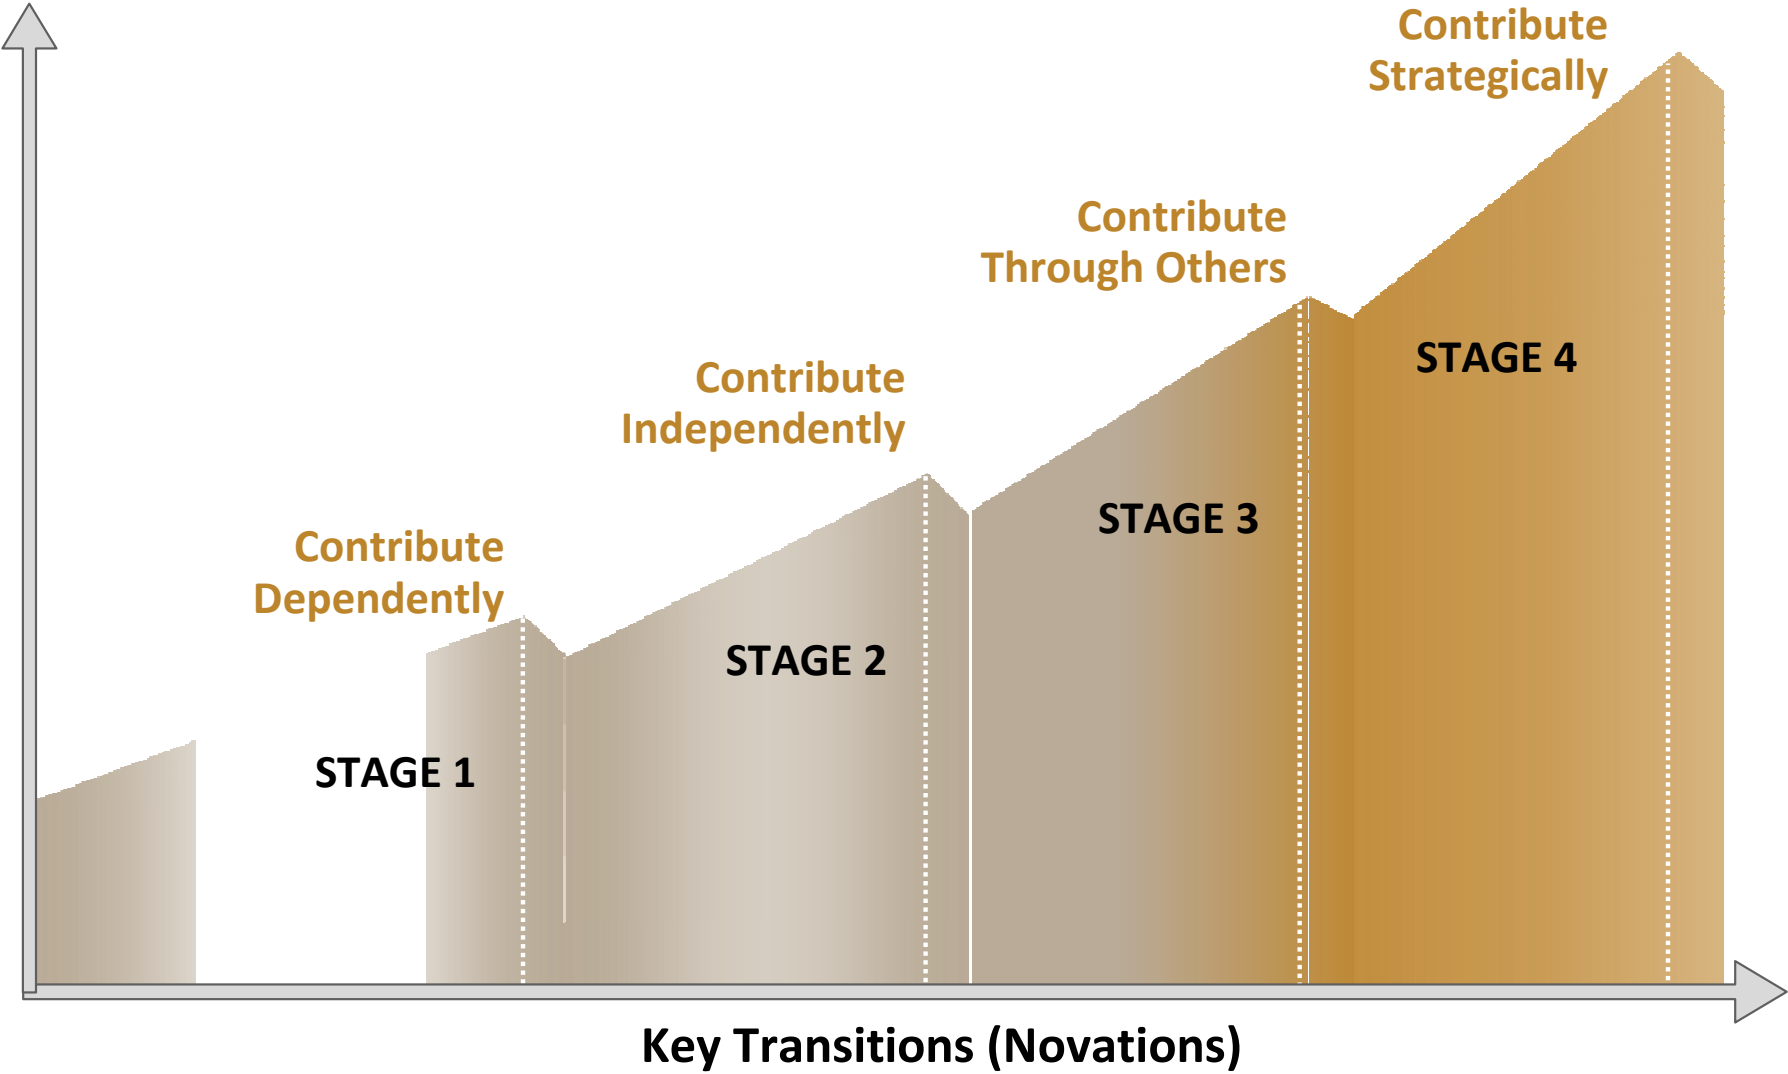 Contribute
Strategically
Contribute
Through Others
STAGE 4
Contribute
Independently
STAGE 3
Contribute
Dependently
STAGE 2
STAGE 1
Key Transitions (Novations)